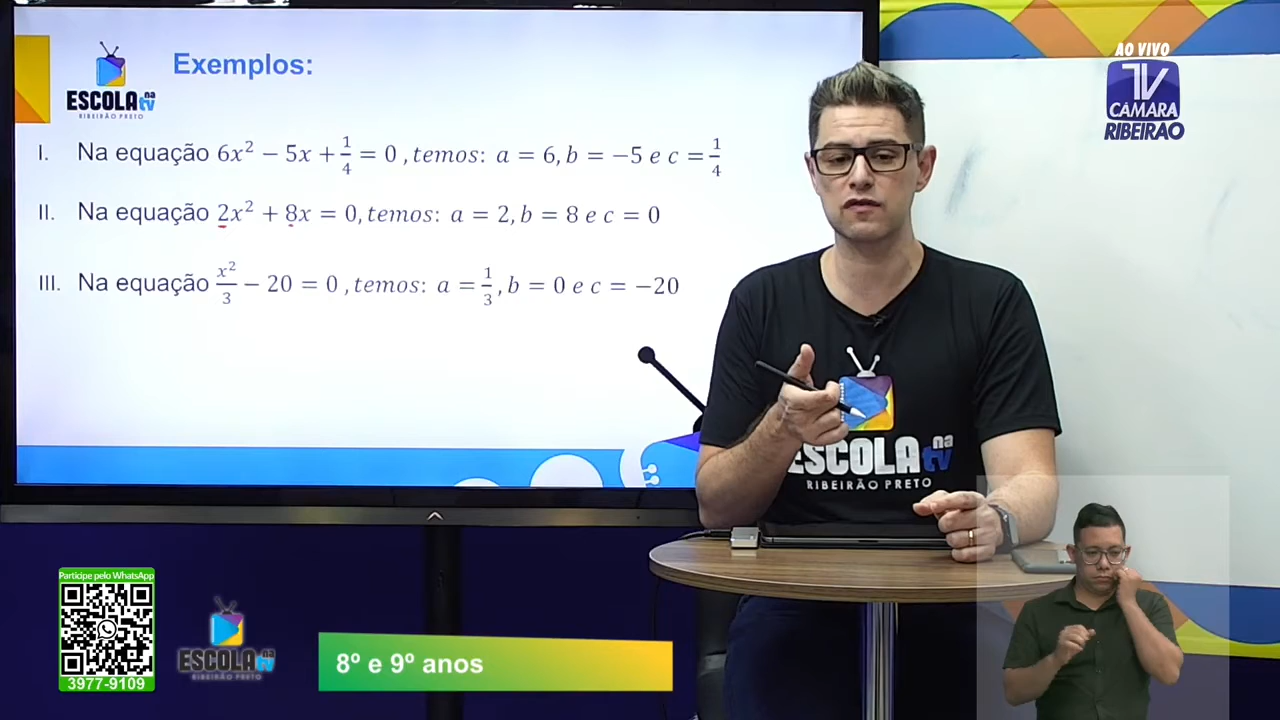 Exemplos:
ESCOLA na tv
RIBEIRÃO PRETO
I. Na equação 6x² − 5x + 1/4 = 0 , temos: a = 6, b = −5 e c = 1/4
II. Na equação 2x² + 8x = 0, temos: a = 2, b = 8 e c = 0
III. Na equação x²/3 − 20 = 0 , temos: a = 1/3, b = 0 e c = −20
AO VIVO
TV
CÂMARA
RIBEIRÃO
ESCOLA na tv
RIBEIRÃO PRETO
Participe pelo WhatsApp
3977-9109
ESCOLA na tv
RIBEIRÃO PRETO
8º e 9º anos